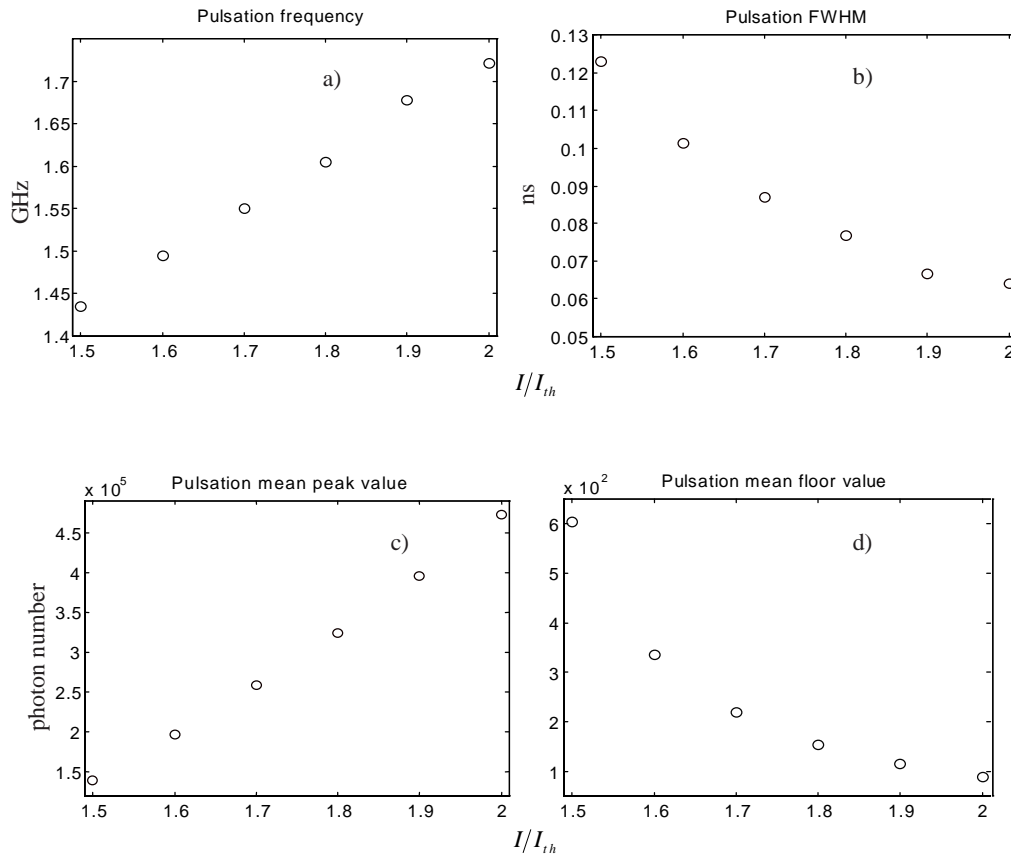 Pulsation frequency
a)
GHz
1.7
1.65
1.6
1.55
1.5
1.45
1.4
1.5 1.6 1.7 1.8 1.9 2
Pulsation FWHM
b)
ns
0.13
0.12
0.11
0.1
0.09
0.08
0.07
0.06
0.05
1.5 1.6 1.7 1.8 1.9 2
I/I_{th}
x 10^5
Pulsation mean peak value
c)
photon number
4.5
4
3.5
3
2.5
2
1.5
1.5 1.6 1.7 1.8 1.9 2
x 10^2
Pulsation mean floor value
d)
6
5
4
3
2
1
1.5 1.6 1.7 1.8 1.9 2
I/I_{th}